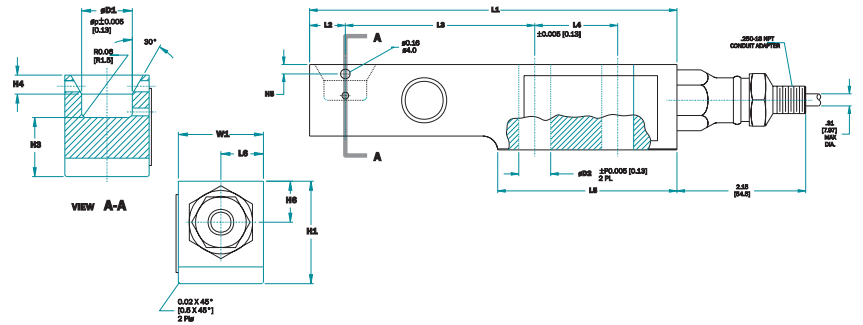 øD1
øp±0.005
[0.13]
R0.06
[R1.5]
30°
H4
H3
VIEW A-A
L1
L2
L3
L4
±0.005 [0.13]
A
ø0.16
ø4.0
H5
A
.250-18 NPT
CONDUIT ADAPTER
.31
[7.97]
MAX
DIA.
øD2
±P0.005 [0.13]
2 PL
L5
2.15
[54.5]
W1
L6
H6
H1
0.02 X 45°
[0.5 X 45°]
2 Plø